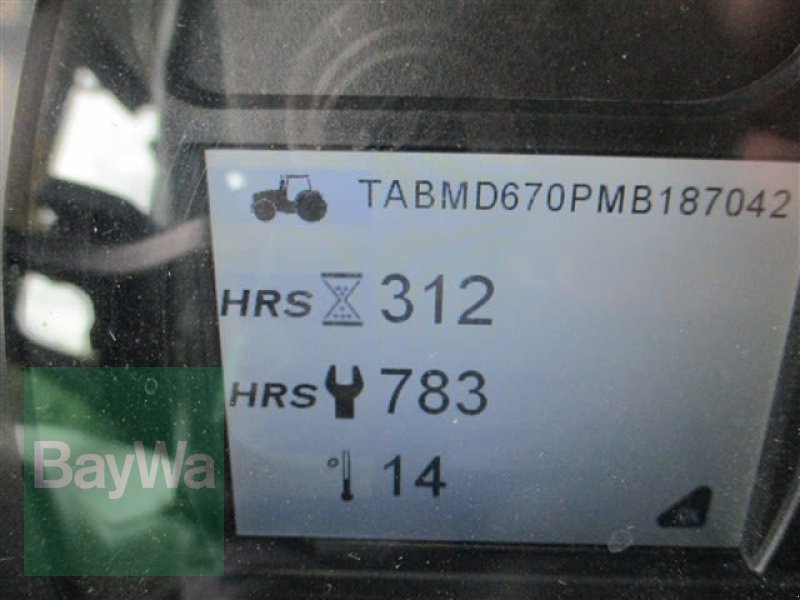 TABMD670PMB187042
HRS 312
HRS 783
° 14
BayWa